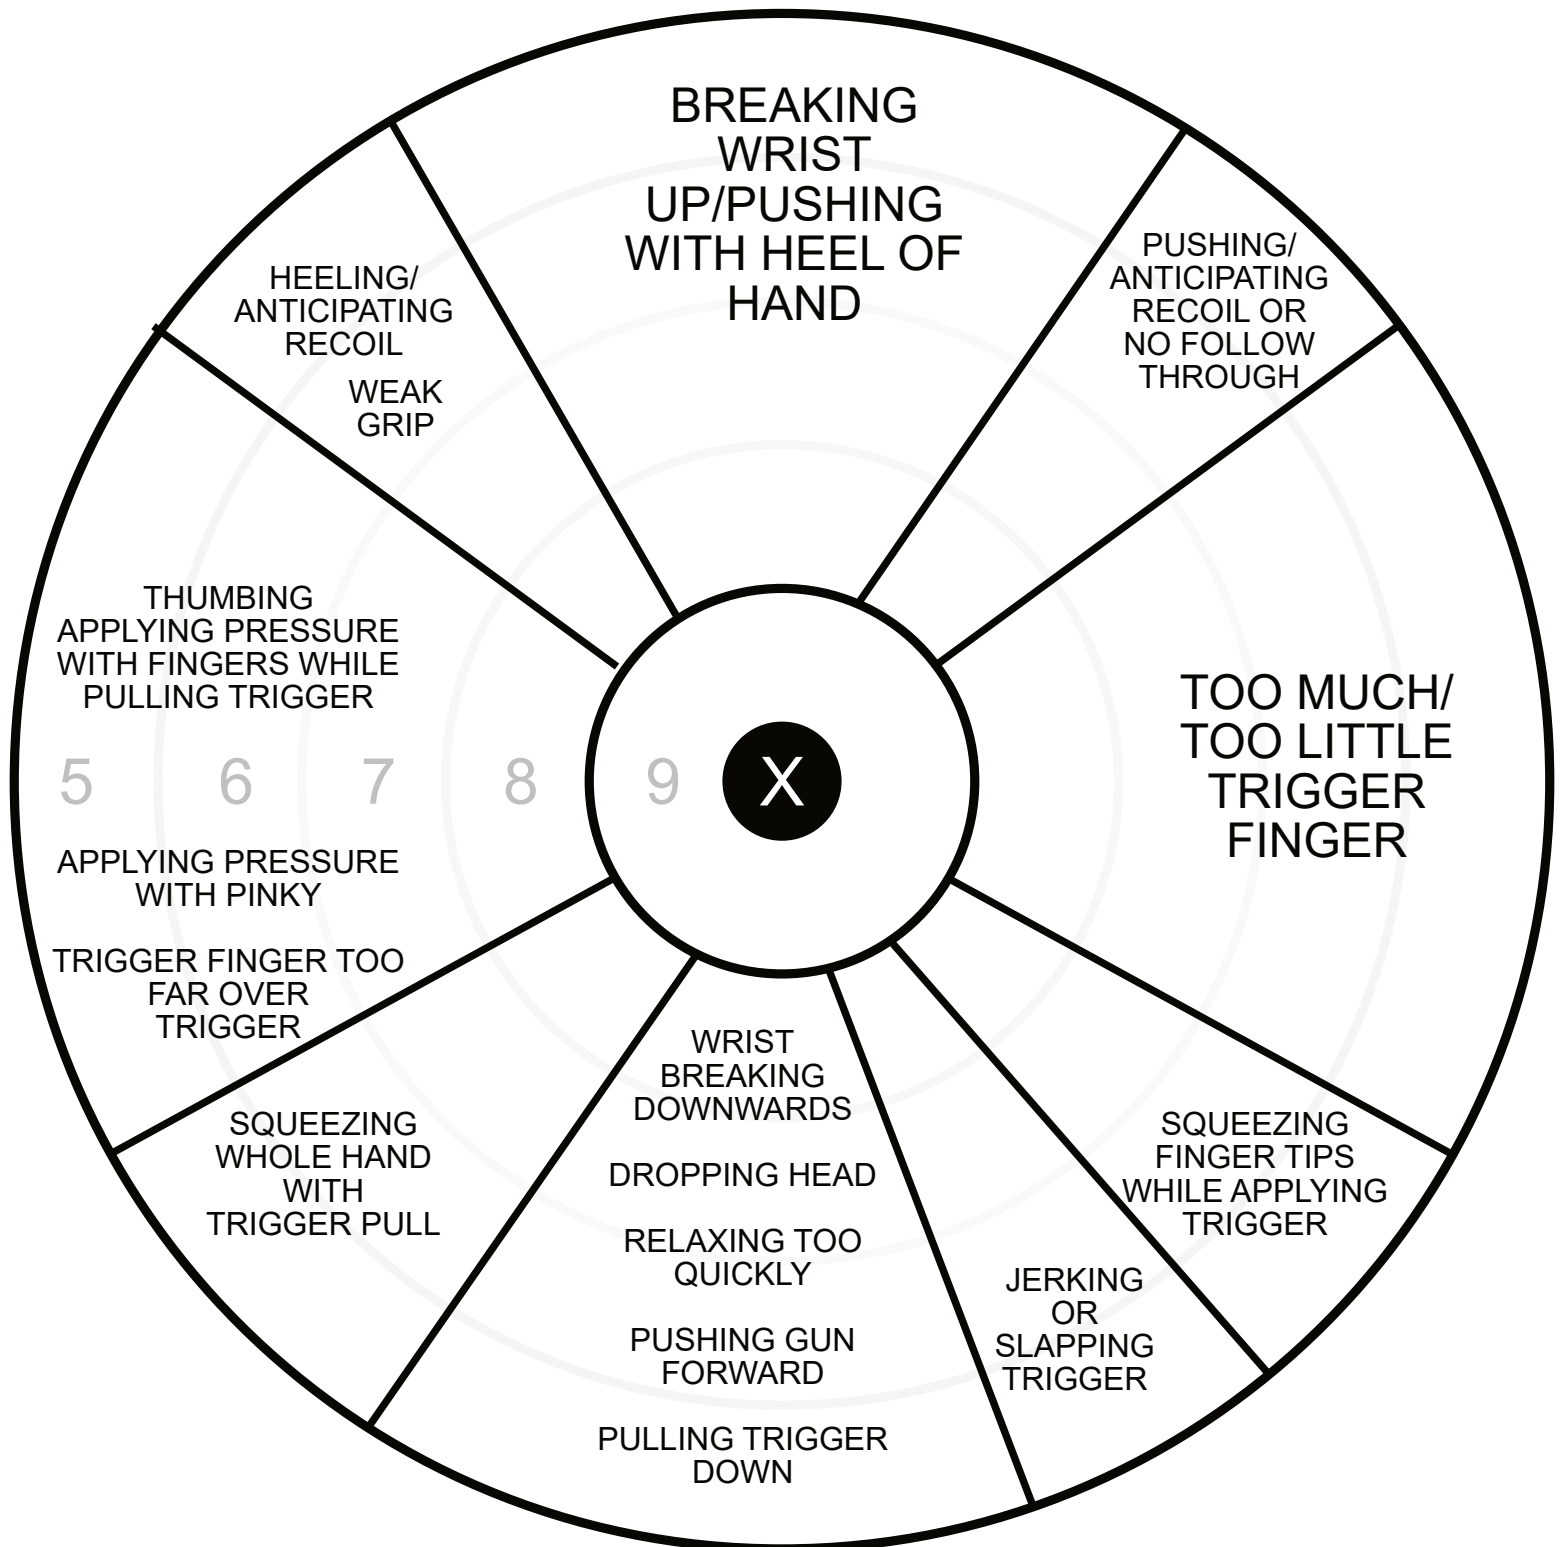 BREAKING
WRIST
UP/PUSHING
WITH HEEL OF
HAND
PUSHING/
ANTICIPATING
RECOIL OR
NO FOLLOW
THROUGH
HEELING/
ANTICIPATING
RECOIL
WEAK
GRIP
THUMBING
APPLYING PRESSURE
WITH FINGERS WHILE
PULLING TRIGGER
5 6 7 8 9 X
APPLYING PRESSURE
WITH PINKY
TRIGGER FINGER TOO
FAR OVER
TRIGGER
TOO MUCH/
TOO LITTLE
TRIGGER
FINGER
SQUEEZING
WHOLE HAND
WITH
TRIGGER PULL
WRIST
BREAKING
DOWNWARDS
DROPPING HEAD
RELAXING TOO
QUICKLY
PUSHING GUN
FORWARD
PULLING TRIGGER
DOWN
JERKING
OR
SLAPPING
TRIGGER
SQUEEZING
FINGER TIPS
WHILE APPLYING
TRIGGER